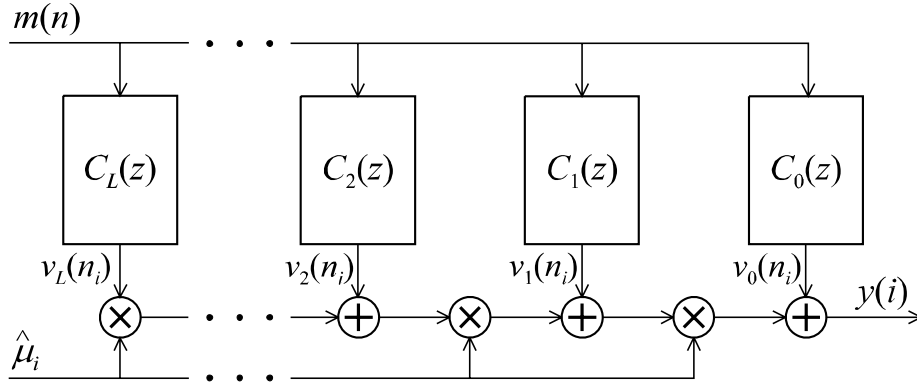 m(n)
C_L(z) C_2(z) C_1(z) C_0(z)
v_L(n_i) v_2(n_i) v_1(n_i) v_0(n_i) y(i)
× · · · + × + × +
μ̂_i